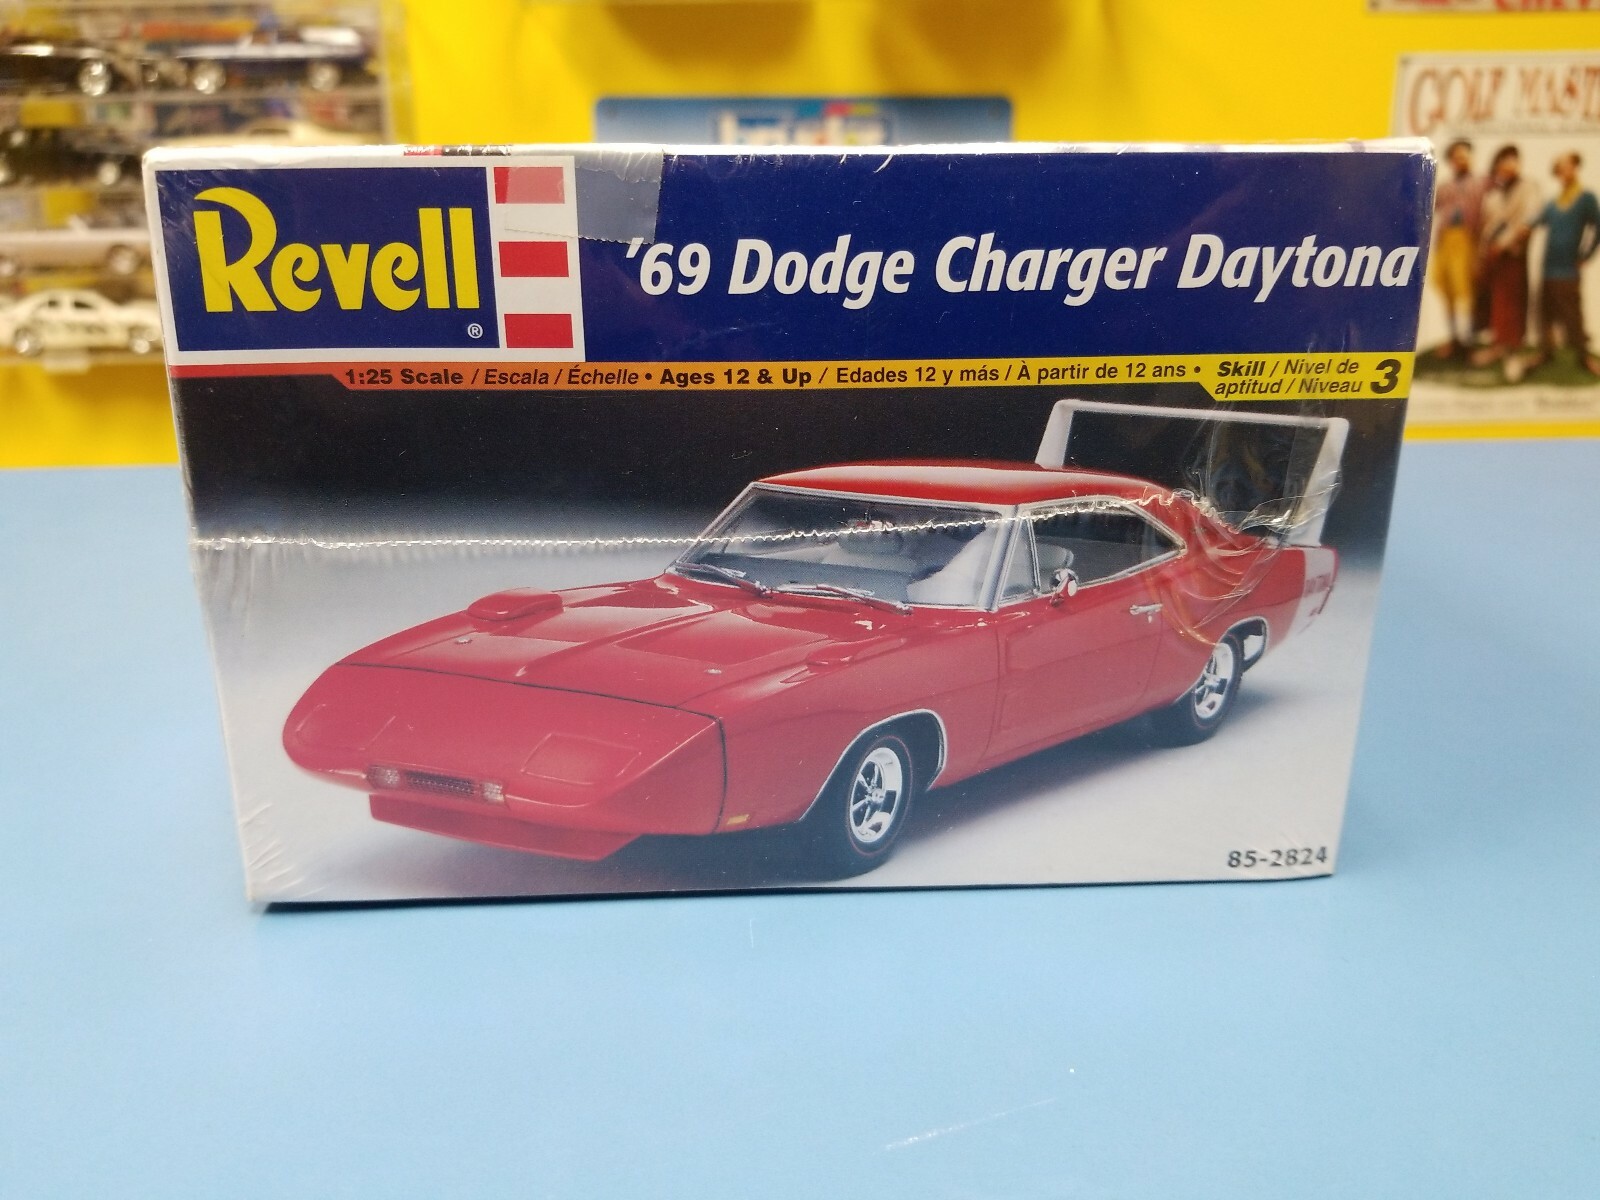 GOLF
Revell
®
'69 Dodge Charger Daytona
1:25 Scale / Escala / Échelle • Ages 12 & Up / Edades 12 y más / À partir de 12 ans •
Skill / Nivel de
aptitud / Niveau 3
85-2824